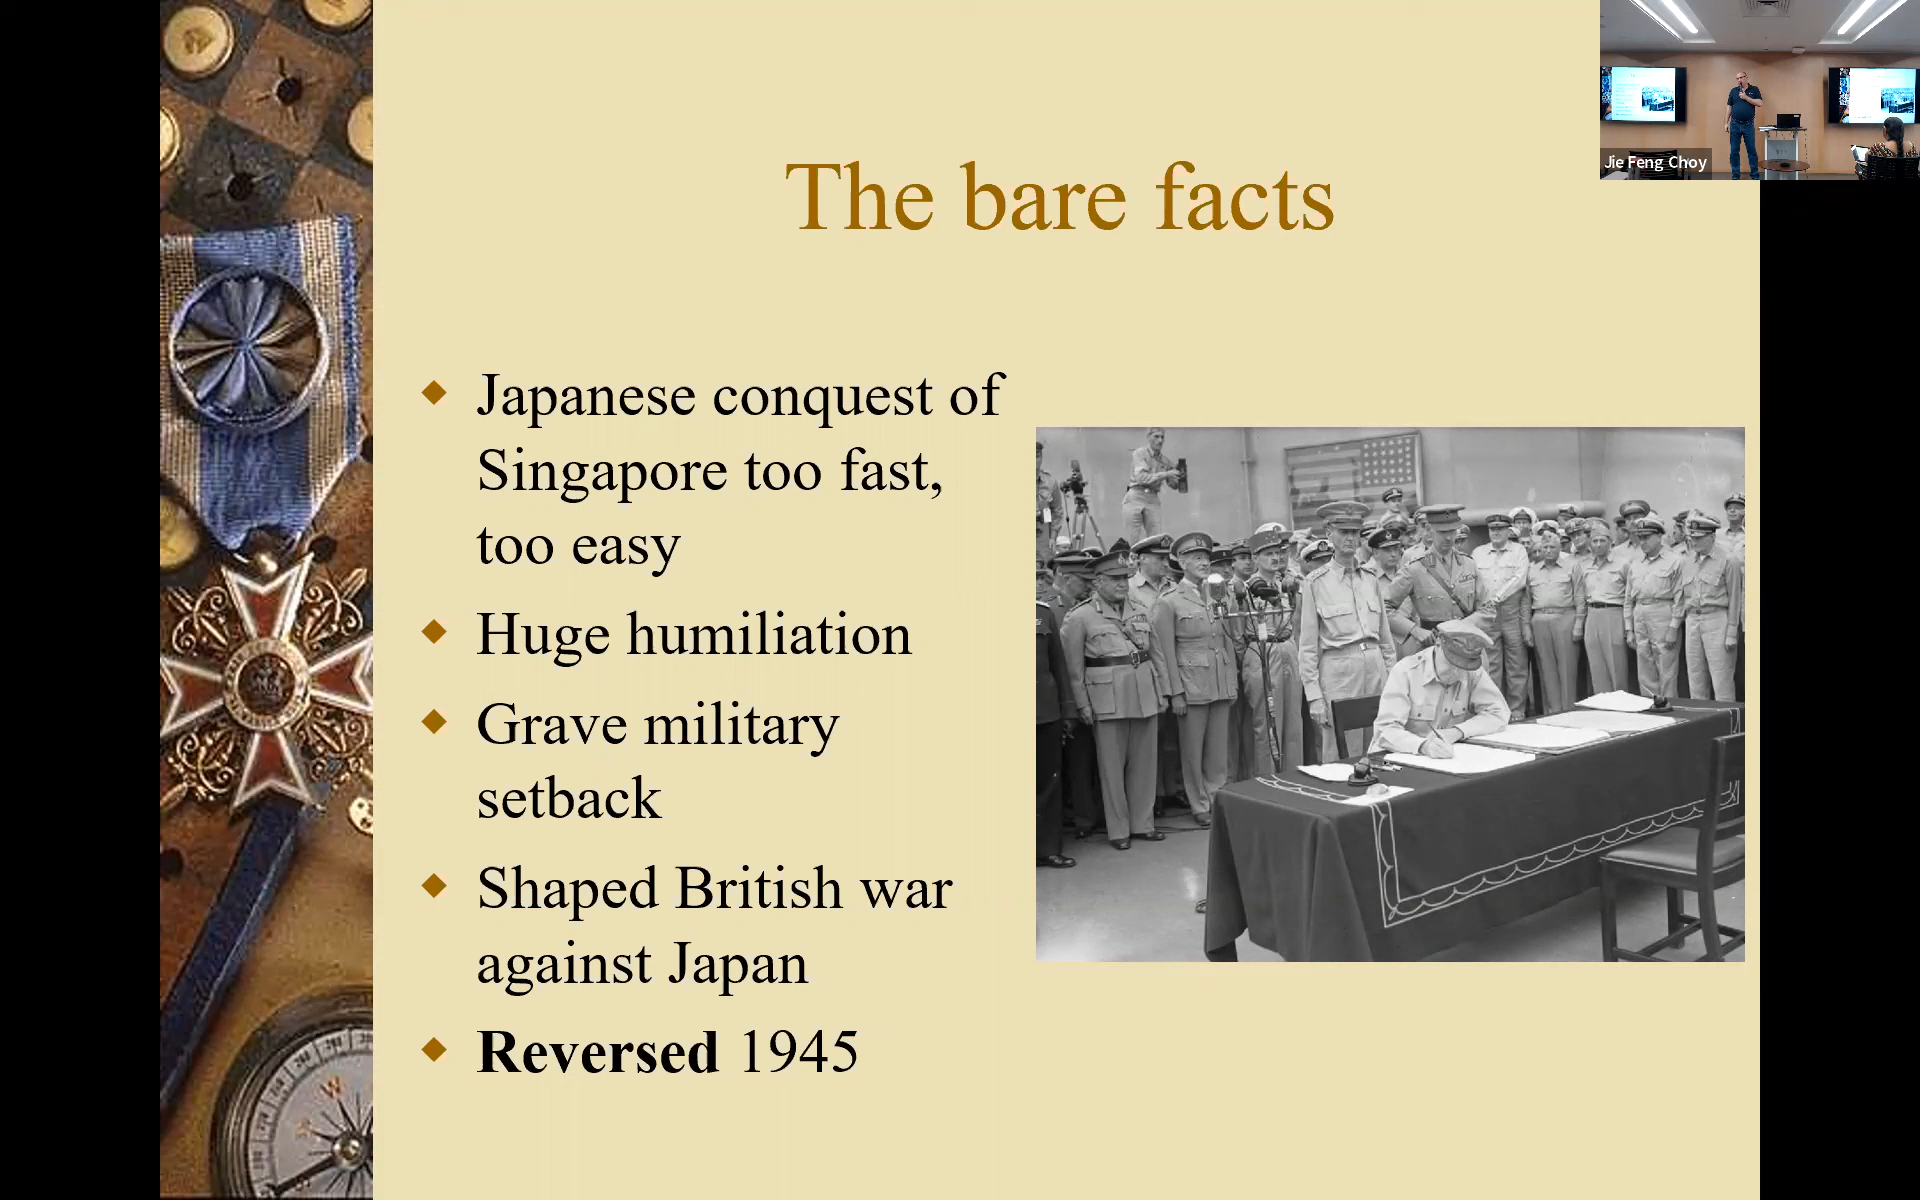 The bare facts
Japanese conquest of
Singapore too fast,
too easy
Huge humiliation
Grave military
setback
Shaped British war
against Japan
Reversed 1945
Jie Feng Choy